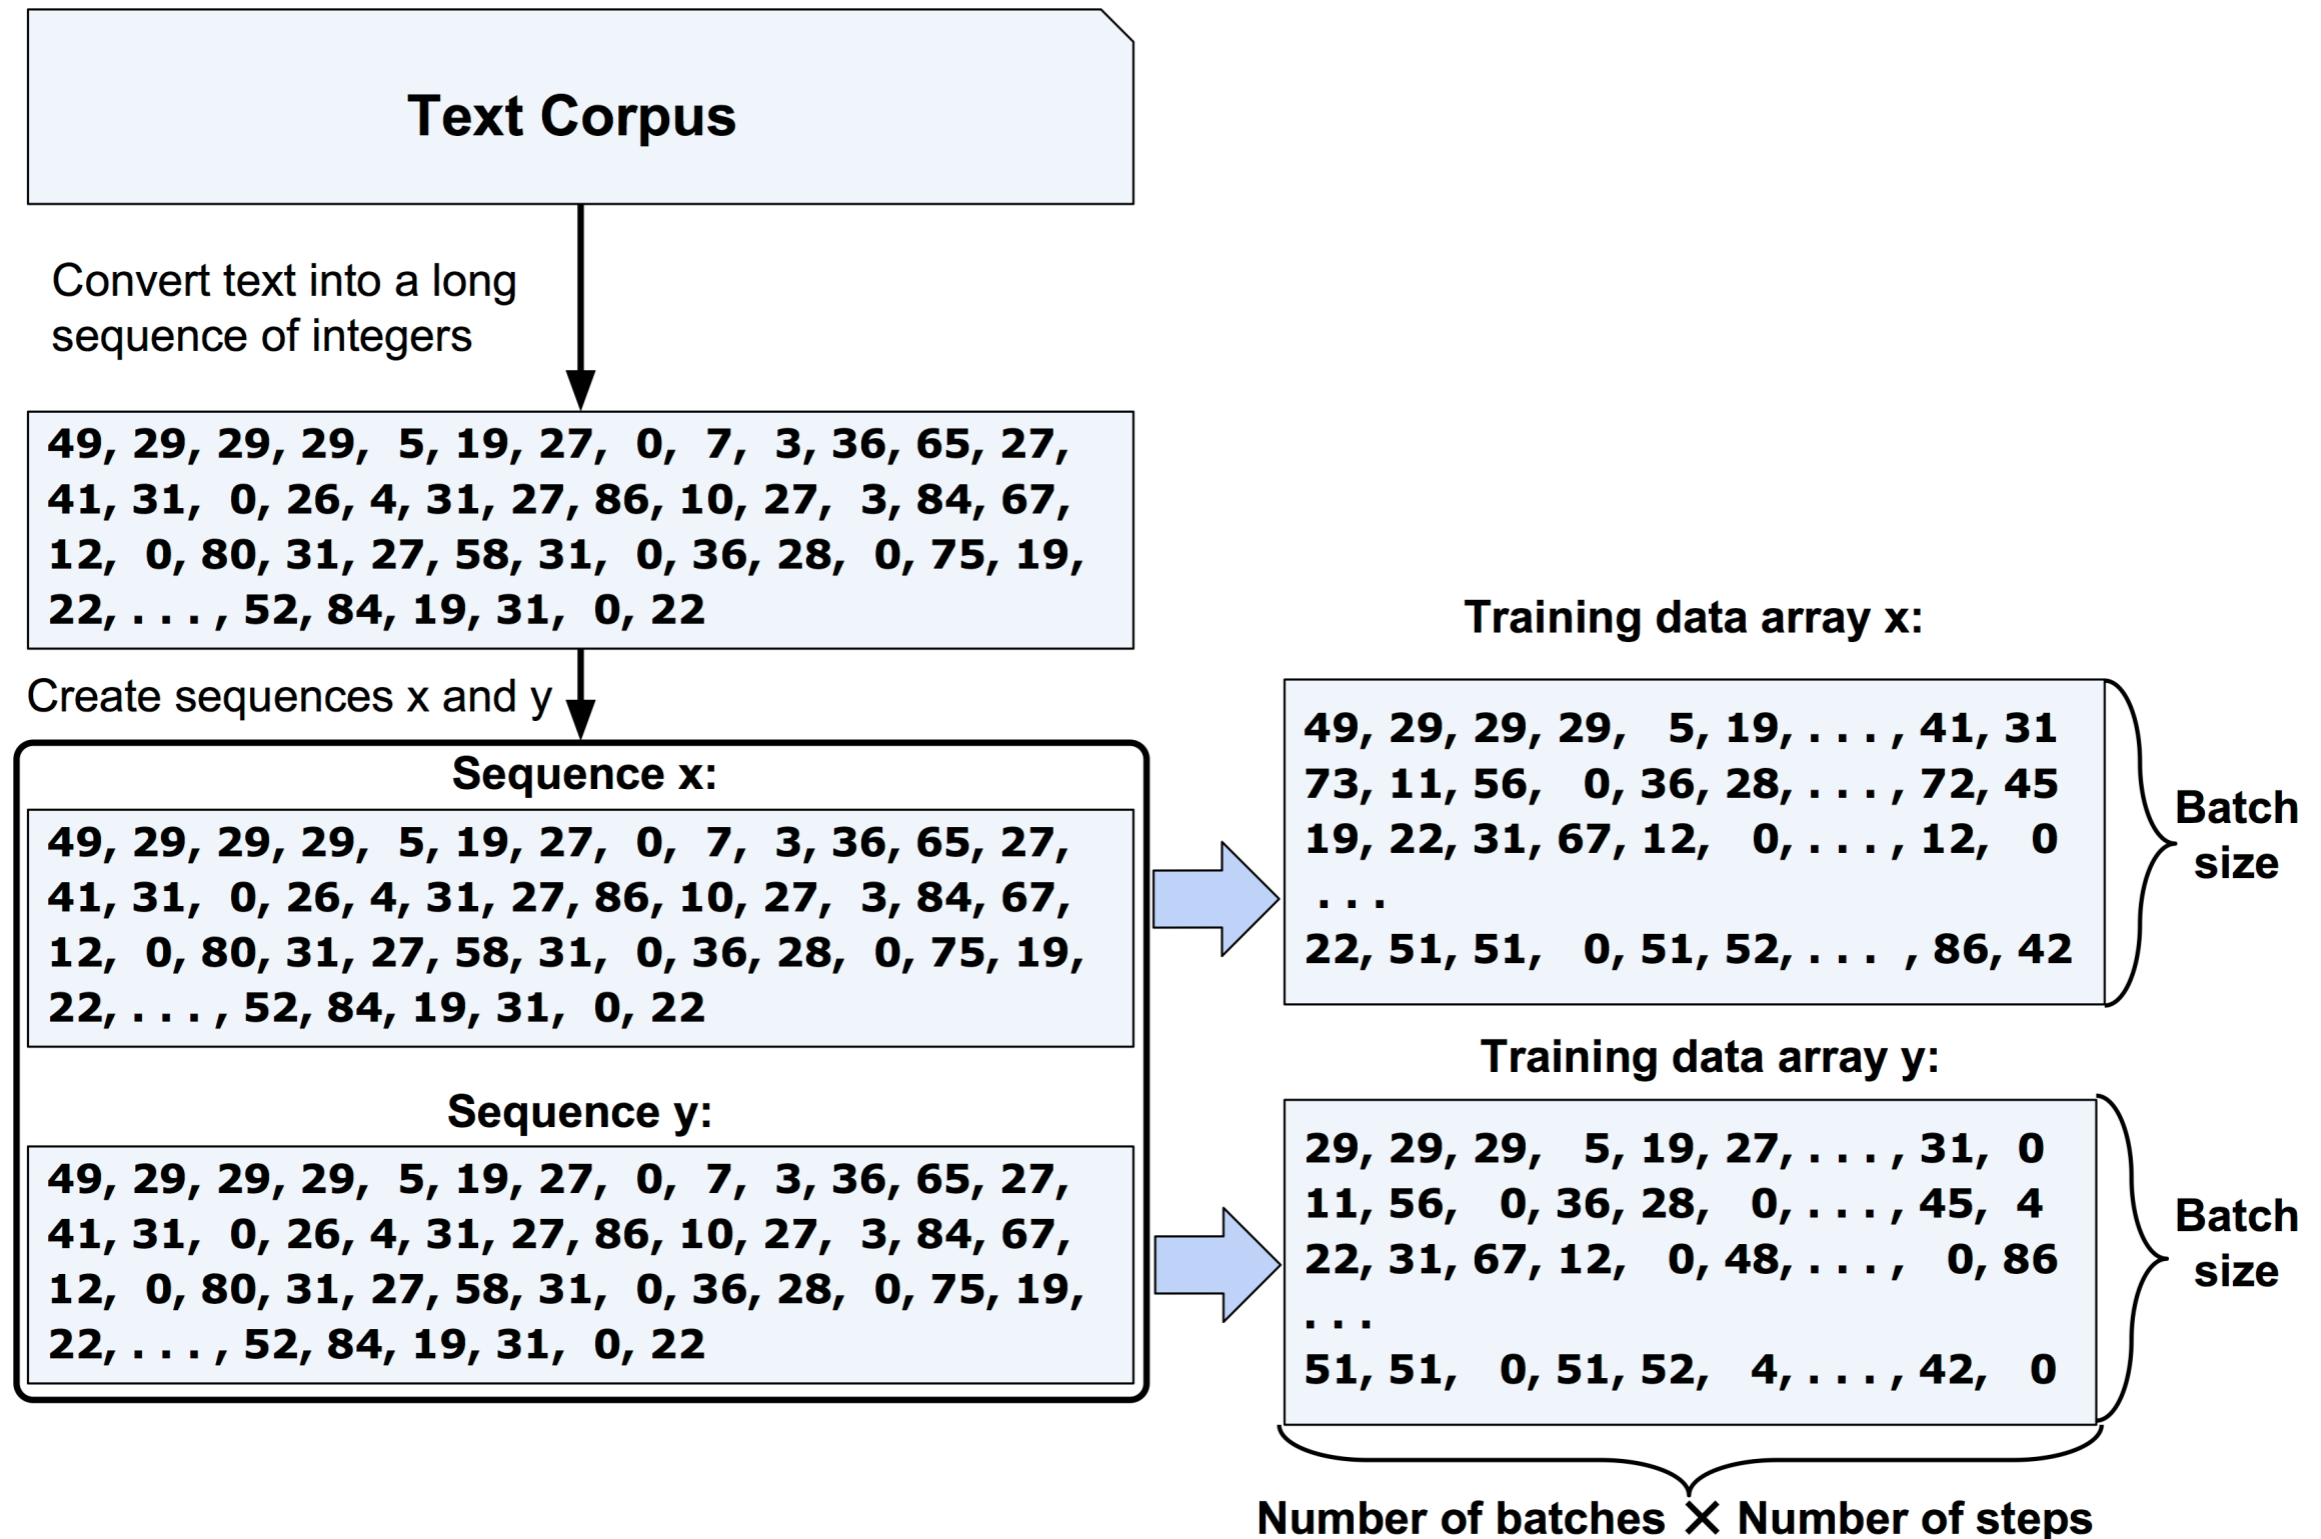 Text Corpus
Convert text into a long
sequence of integers
49, 29, 29, 29, 5, 19, 27, 0, 7, 3, 36, 65, 27,
41, 31, 0, 26, 4, 31, 27, 86, 10, 27, 3, 84, 67,
12, 0, 80, 31, 27, 58, 31, 0, 36, 28, 0, 75, 19,
22, . . . , 52, 84, 19, 31, 0, 22
Create sequences x and y
Sequence x:
49, 29, 29, 29, 5, 19, 27, 0, 7, 3, 36, 65, 27,
41, 31, 0, 26, 4, 31, 27, 86, 10, 27, 3, 84, 67,
12, 0, 80, 31, 27, 58, 31, 0, 36, 28, 0, 75, 19,
22, . . . , 52, 84, 19, 31, 0, 22
Sequence y:
49, 29, 29, 29, 5, 19, 27, 0, 7, 3, 36, 65, 27,
41, 31, 0, 26, 4, 31, 27, 86, 10, 27, 3, 84, 67,
12, 0, 80, 31, 27, 58, 31, 0, 36, 28, 0, 75, 19,
22, . . . , 52, 84, 19, 31, 0, 22
Training data array x:
49, 29, 29, 29, 5, 19, . . . , 41, 31
73, 11, 56, 0, 36, 28, . . . , 72, 45
19, 22, 31, 67, 12, 0, . . . , 12, 0
. . .
22, 51, 51, 0, 51, 52, . . . , 86, 42
Batch
size
Training data array y:
29, 29, 29, 5, 19, 27, . . . , 31, 0
11, 56, 0, 36, 28, 0, . . . , 45, 4
22, 31, 67, 12, 0, 48, . . . , 0, 86
. . .
51, 51, 0, 51, 52, 4, . . . , 42, 0
Batch
size
Number of batches × Number of steps